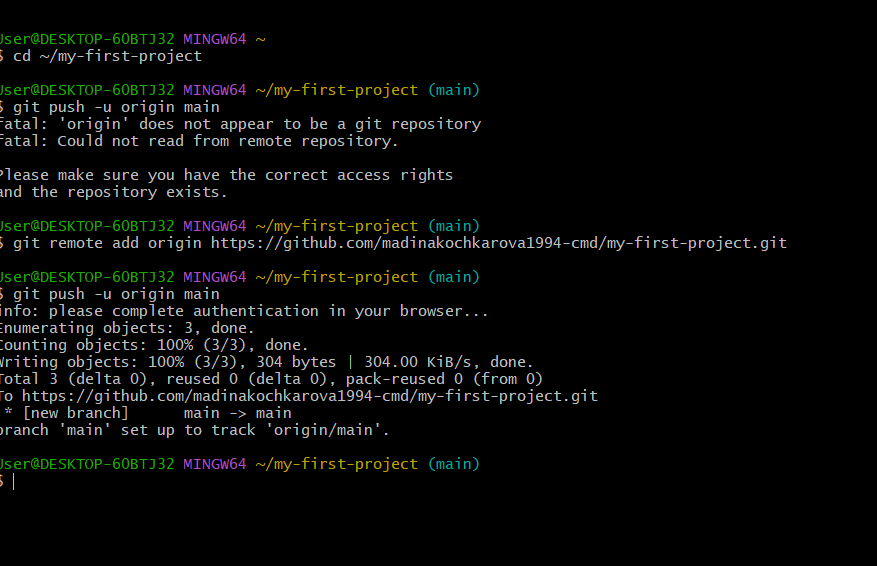 User@DESKTOP-6OBTJ32 MINGW64 ~
$ cd ~/my-first-project
User@DESKTOP-6OBTJ32 MINGW64 ~/my-first-project (main)
$ git push -u origin main
fatal: 'origin' does not appear to be a git repository
fatal: Could not read from remote repository.
Please make sure you have the correct access rights
and the repository exists.
User@DESKTOP-6OBTJ32 MINGW64 ~/my-first-project (main)
$ git remote add origin https://github.com/madinakochkarova1994-cmd/my-first-project.git
User@DESKTOP-6OBTJ32 MINGW64 ~/my-first-project (main)
$ git push -u origin main
info: please complete authentication in your browser...
Enumerating objects: 3, done.
Counting objects: 100% (3/3), done.
Writing objects: 100% (3/3), 304 bytes | 304.00 KiB/s, done.
Total 3 (delta 0), reused 0 (delta 0), pack-reused 0 (from 0)
To https://github.com/madinakochkarova1994-cmd/my-first-project.git
 * [new branch]      main -> main
branch 'main' set up to track 'origin/main'.
User@DESKTOP-6OBTJ32 MINGW64 ~/my-first-project (main)
$